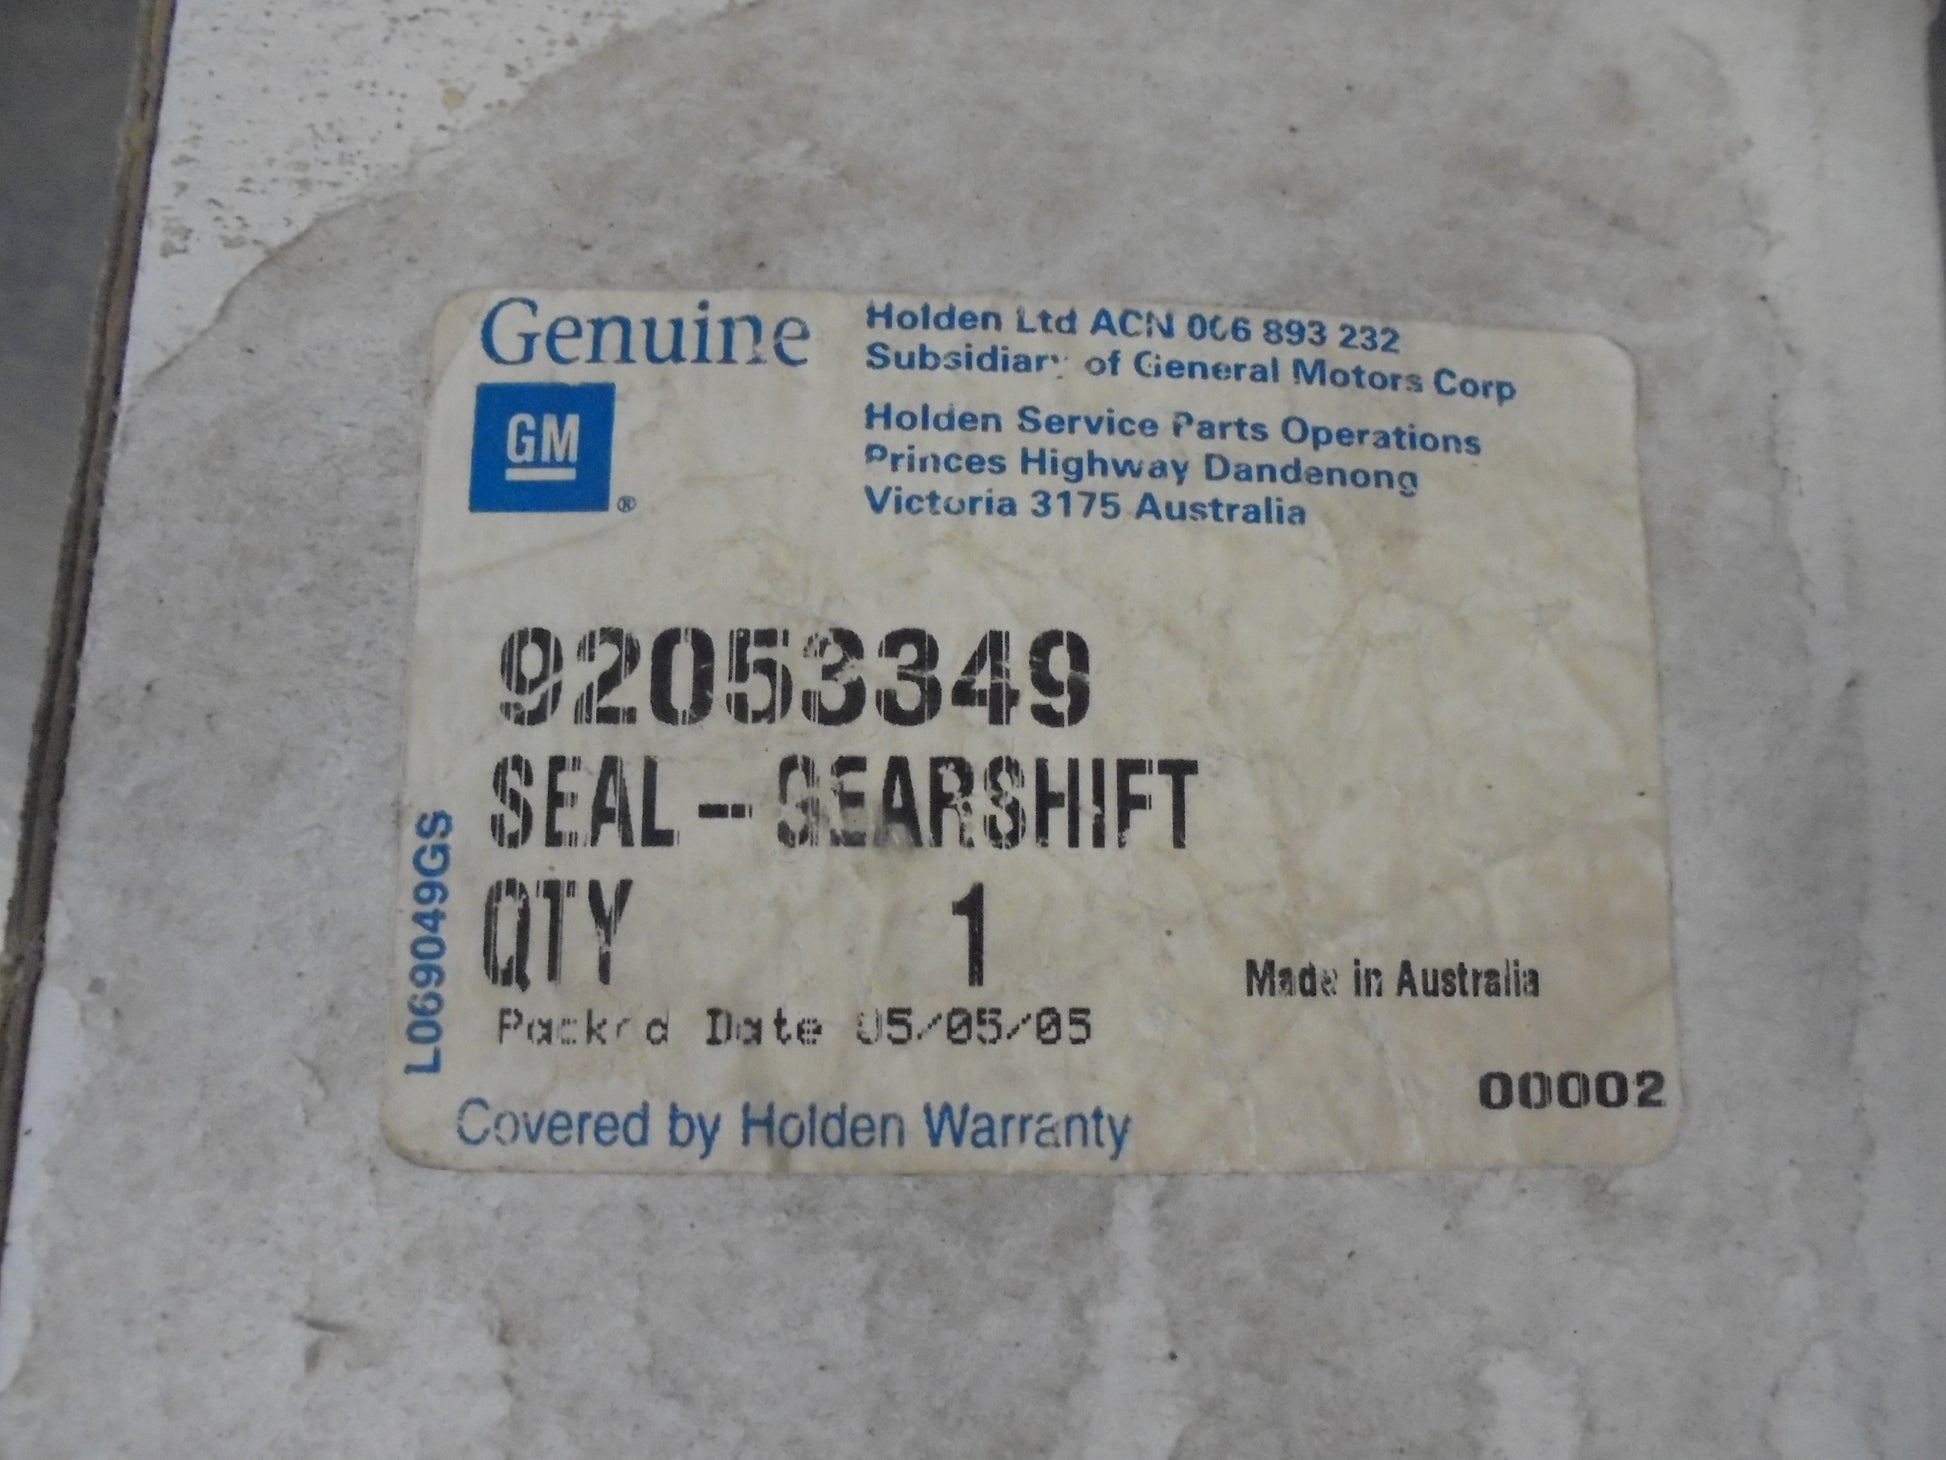 Genuine
GM
®
Holden Ltd ACN 006 893 232
Subsidiary of General Motors Corp
Holden Service Parts Operations
Princes Highway Dandenong
Victoria 3175 Australia
92053349
SEAL-GEARSHIFT
QTY 1
Made in Australia
Packed Date 05/05/05
00002
Covered by Holden Warranty
L069049GS